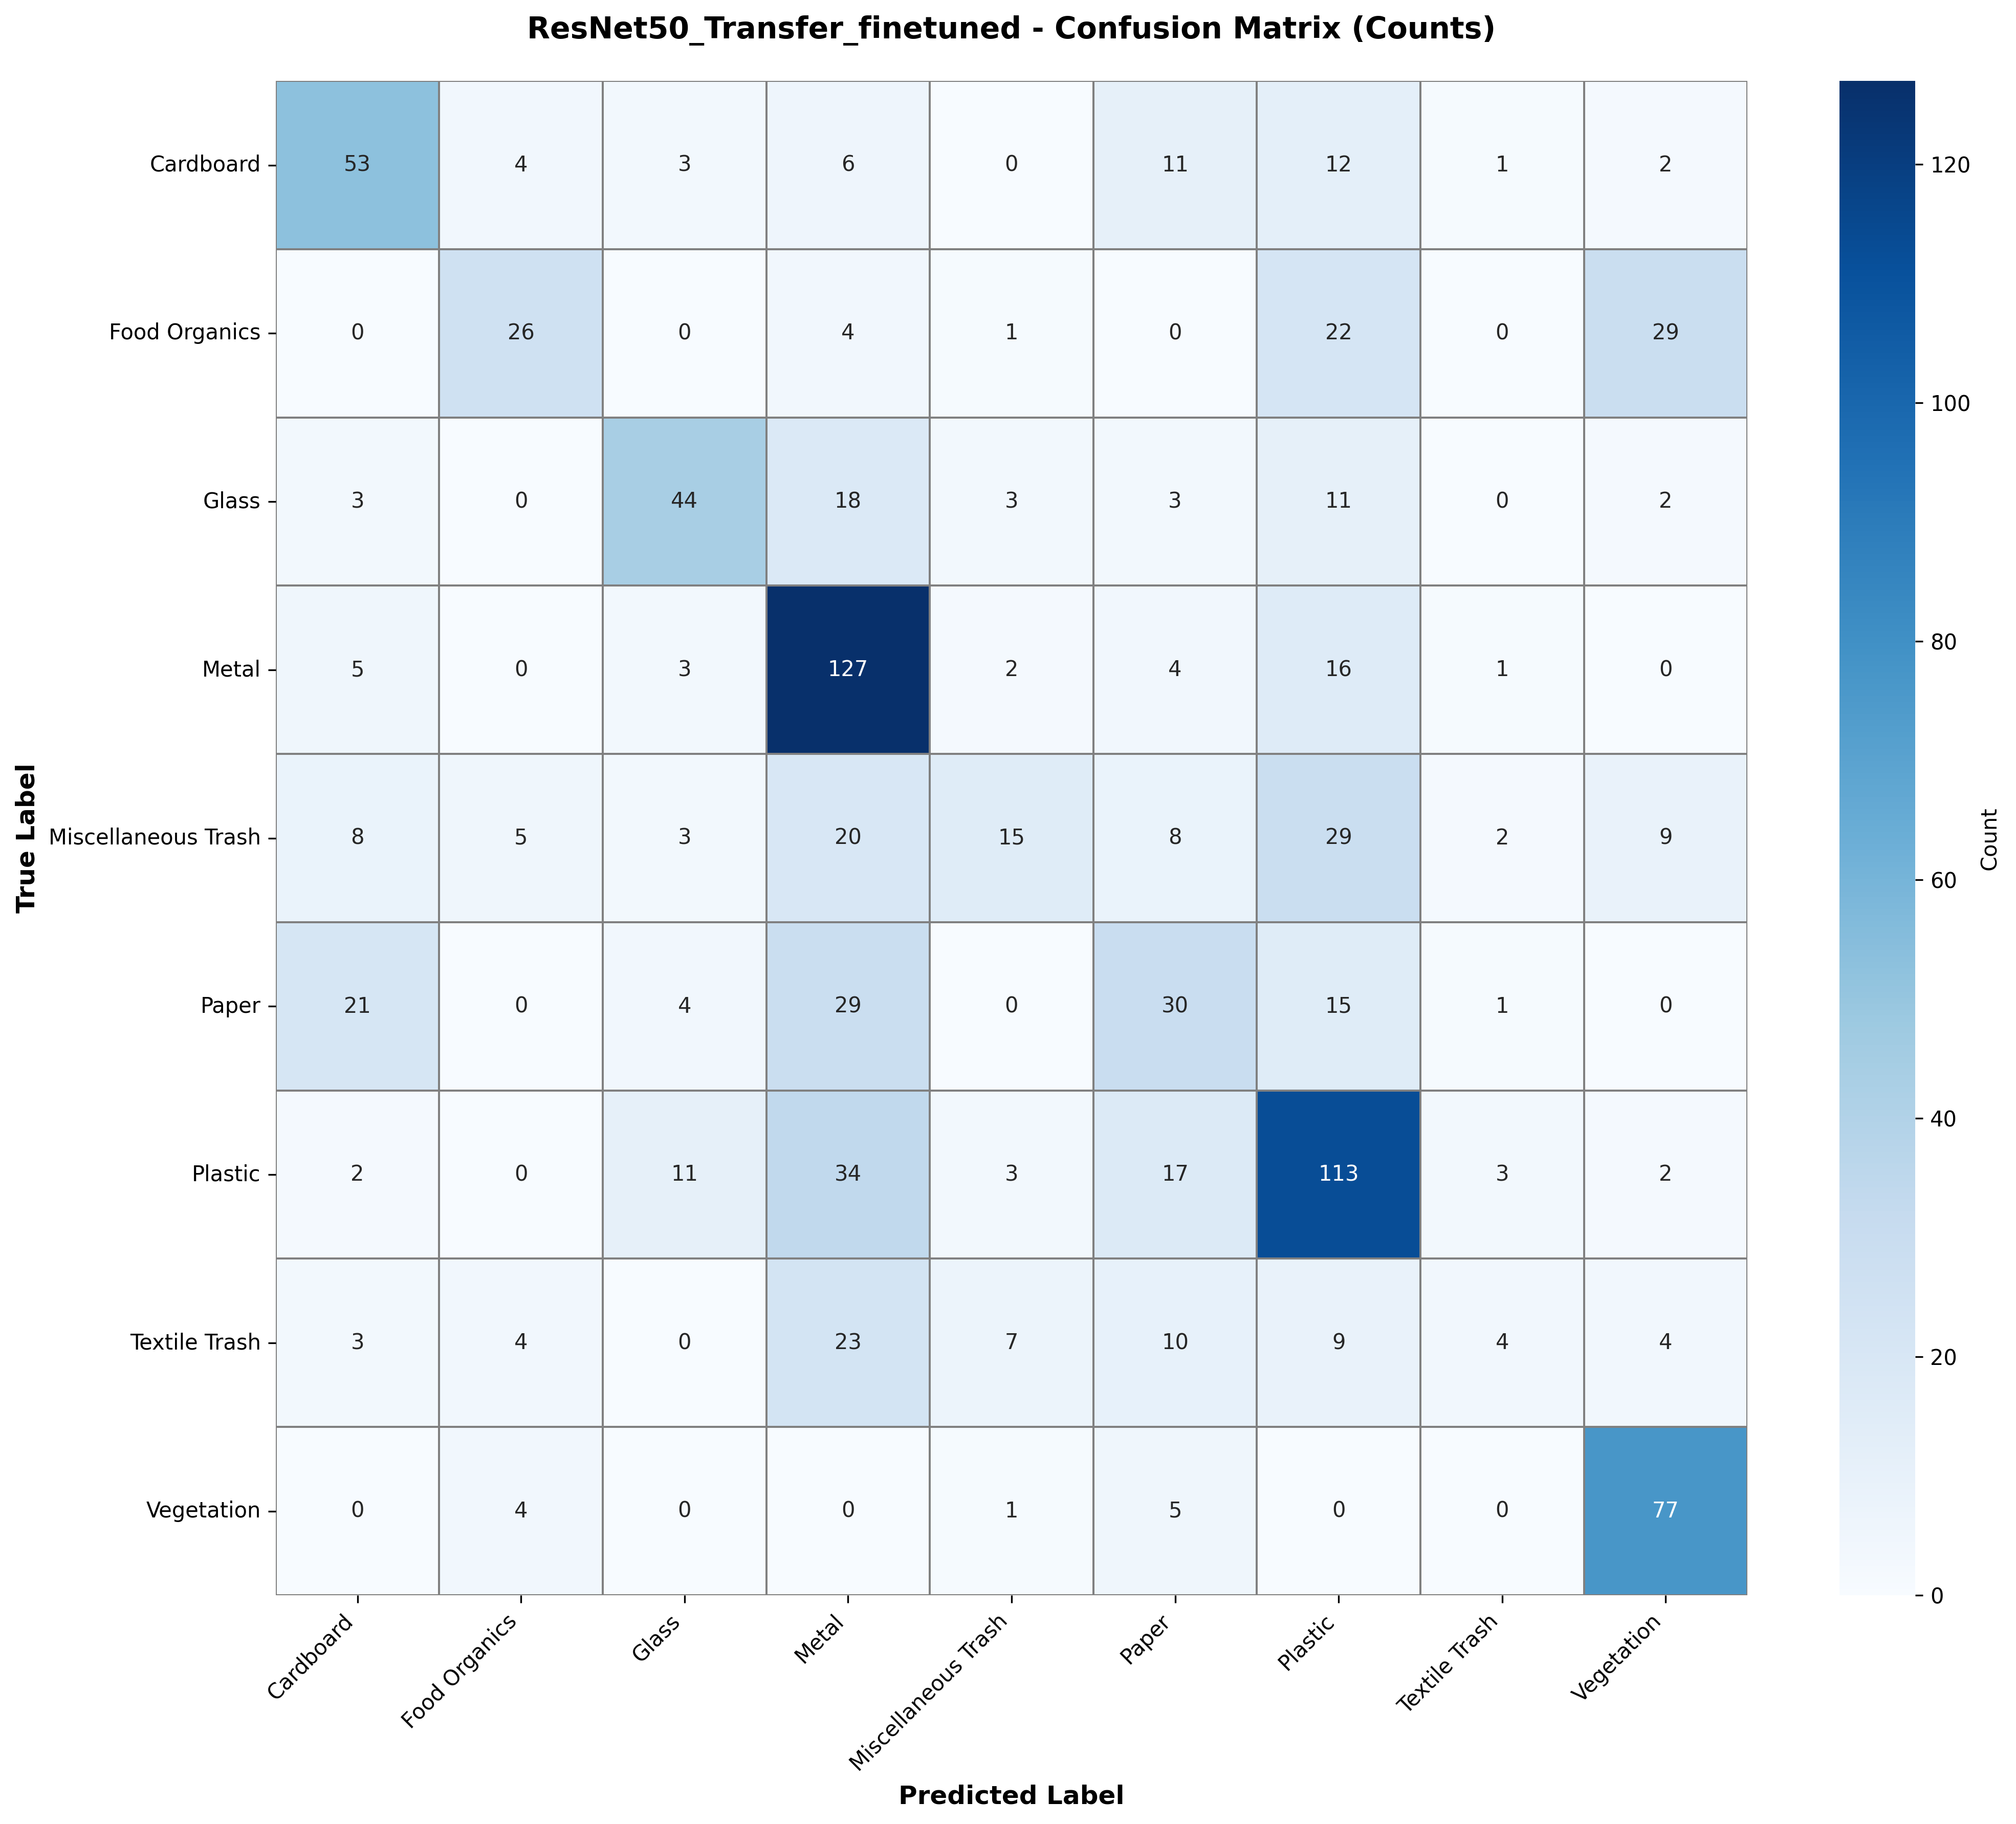 ResNet50_Transfer_finetuned - Confusion Matrix (Counts)
Cardboard 53 4 3 6 0 11 12 1 2
Food Organics 0 26 0 4 1 0 22 0 29
Glass 3 0 44 18 3 3 11 0 2
Metal 5 0 3 127 2 4 16 1 0
Miscellaneous Trash 8 5 3 20 15 8 29 2 9
Paper 21 0 4 29 0 30 15 1 0
Plastic 2 0 11 34 3 17 113 3 2
Textile Trash 3 4 0 23 7 10 9 4 4
Vegetation 0 4 0 0 1 5 0 0 77
True Label
Cardboard
Food Organics
Glass
Metal
Miscellaneous Trash
Paper
Plastic
Textile Trash
Vegetation
Predicted Label
120
100
80
60
40
20
0
Count